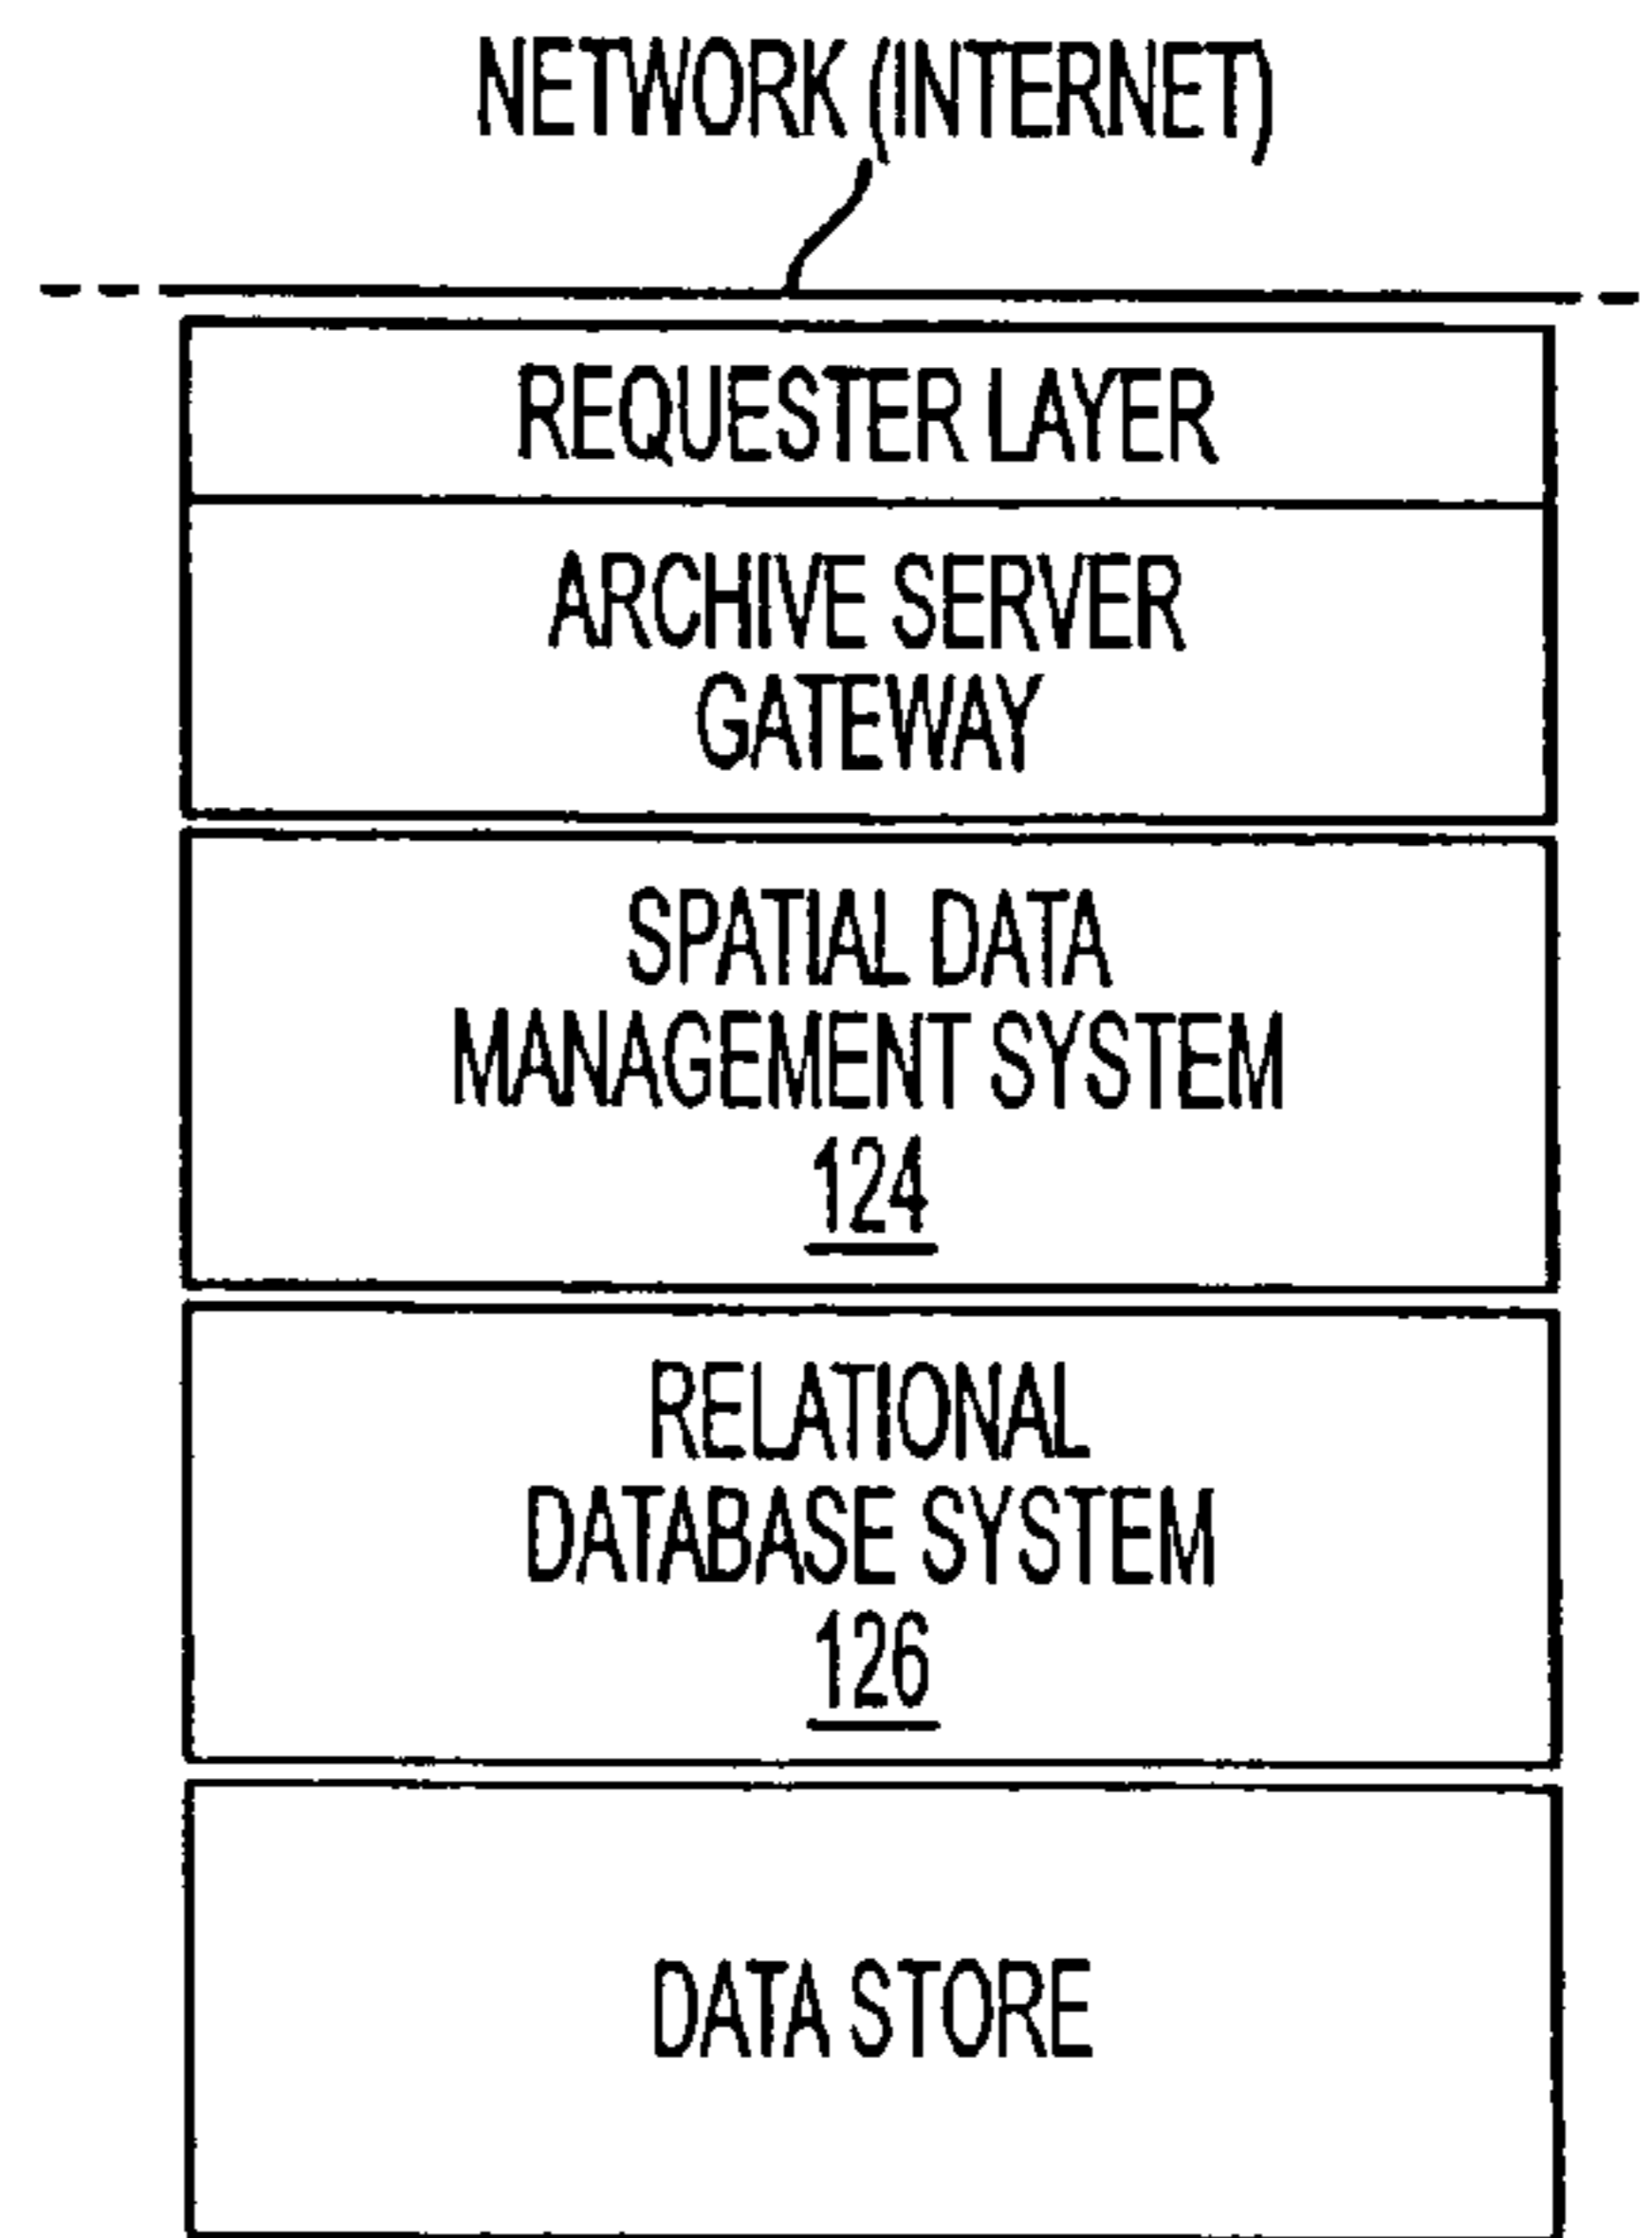 NETWORK (INTERNET)
REQUESTER LAYER
ARCHIVE SERVER
GATEWAY
SPATIAL DATA
MANAGEMENT SYSTEM
124
RELATIONAL
DATABASE SYSTEM
126
DATA STORE